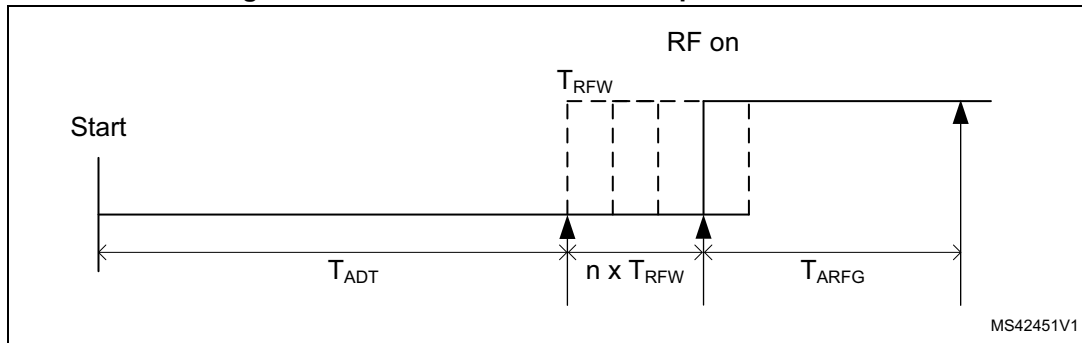 RF on
T_RFW
Start
T_ADT
n x T_RFW
T_ARFG
MS42451V1